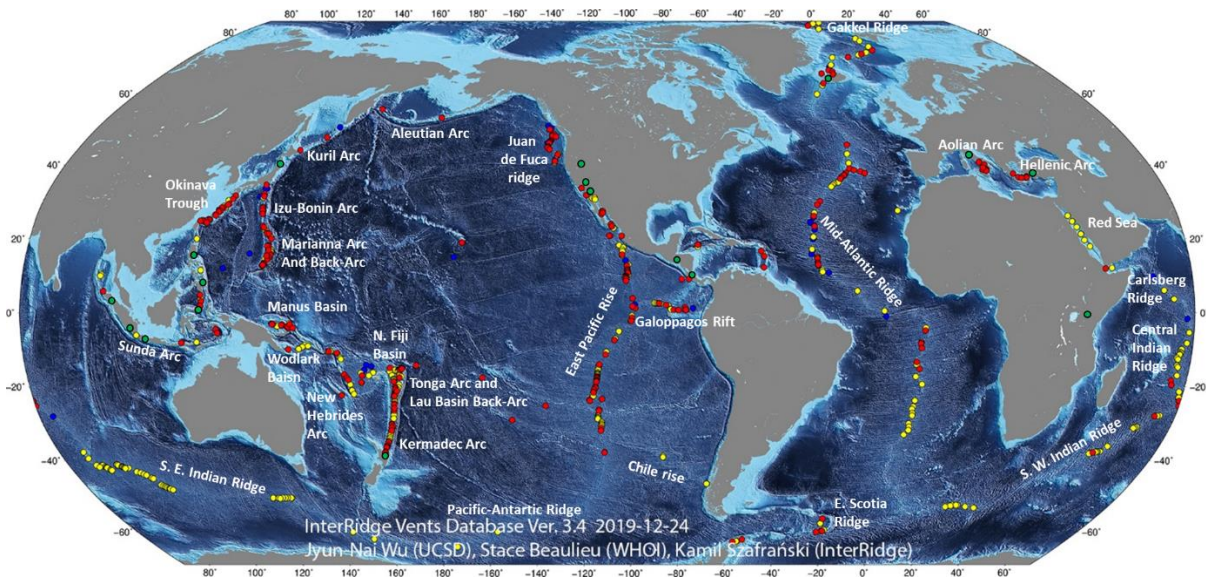 80° 100° 120° 140° 160° 180° -160° -140° -120° -100° -80° -60° -40° -20° 0° 20° 40° 60°
80° 80°
Gakkel Ridge
60° 60°
Aleutian Arc
Kuril Arc
Juan
de Fuca
ridge
Aolian Arc
Hellenic Arc
40° 40°
Okinava
Trough
Izu-Bonin Arc
Mid-Atlantic Ridge
Red Sea
20° 20°
Marianna Arc
And Back-Arc
Carlsberg
Ridge
Manus Basin
East Pacific Rise
Galoppagos Rift
0° 0°
Sunda Arc
Wodlark
Baisn
N. Fiji
Basin
Central
Indian
Ridge
-20° -20°
New
Hebrides
Arc
Tonga Arc and
Lau Basin Back-Arc
Kermadec Arc
S. W. Indian Ridge
-40° -40°
S. E. Indian Ridge
Chile rise
Pacific-Antartic Ridge
E. Scotia
Ridge
-60° -60°
InterRidge Vents Database Ver. 3.4 2019-12-24
Jyun-Nai Wu (UCSD), Stace Beaulieu (WHOI), Kamil Szafrański (InterRidge)
80° 100° 120° 140° 160° 180° -160° -140° -120° -100° -80° -60° -40° -20° 0° 20° 40° 60°